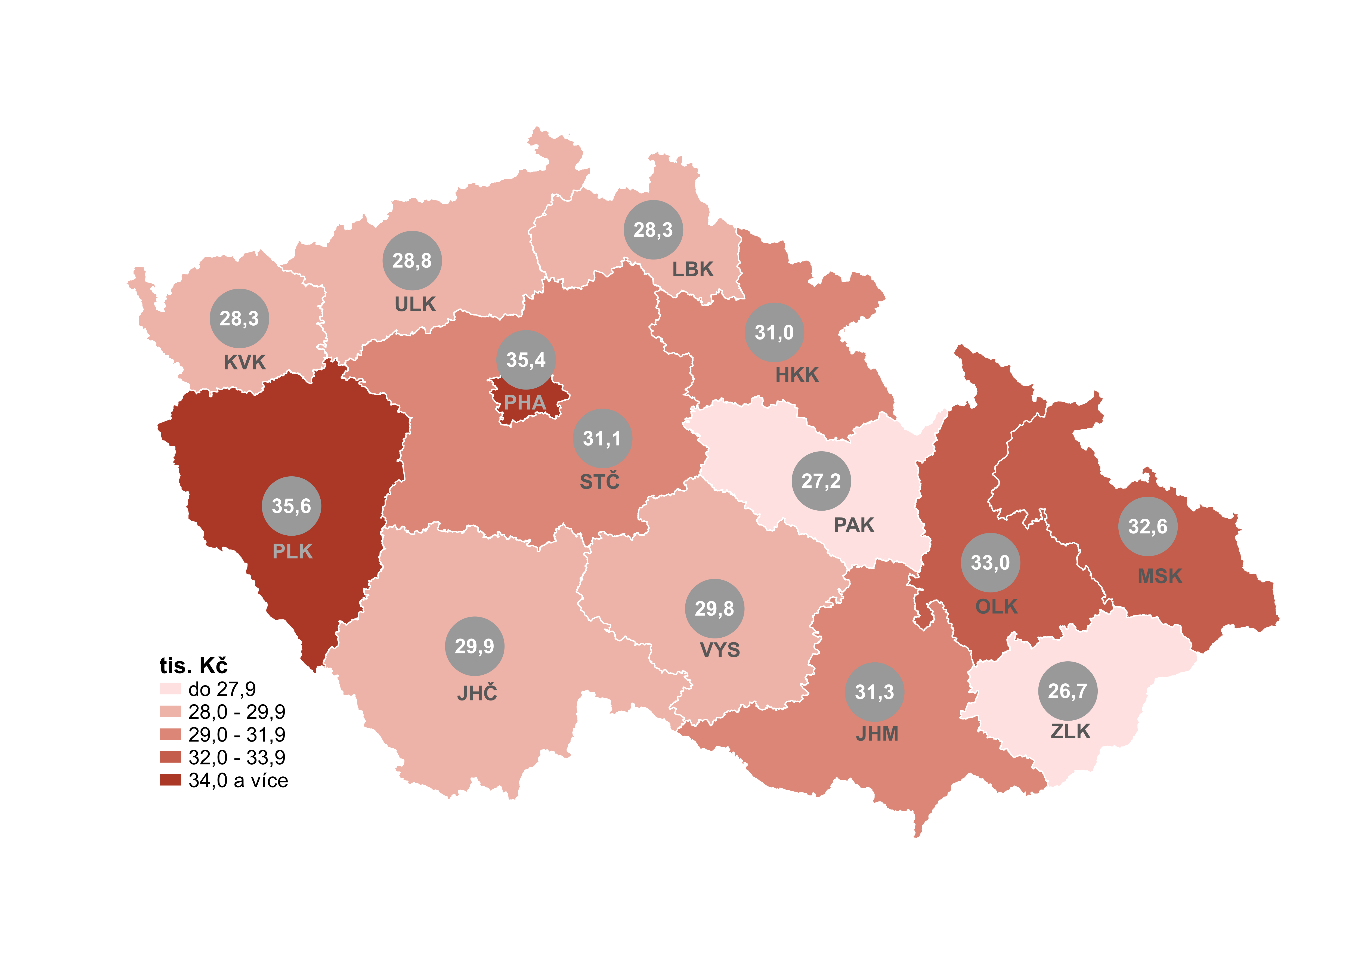 28,3
LBK
28,8
ULK
28,3
KVK
31,0
HKK
35,4
PHA
31,1
STČ
27,2
PAK
35,6
PLK
32,6
MSK
33,0
OLK
29,8
VYS
29,9
JHČ
31,3
JHM
26,7
ZLK
tis. Kč
do 27,9
28,0 - 29,9
29,0 - 31,9
32,0 - 33,9
34,0 a více